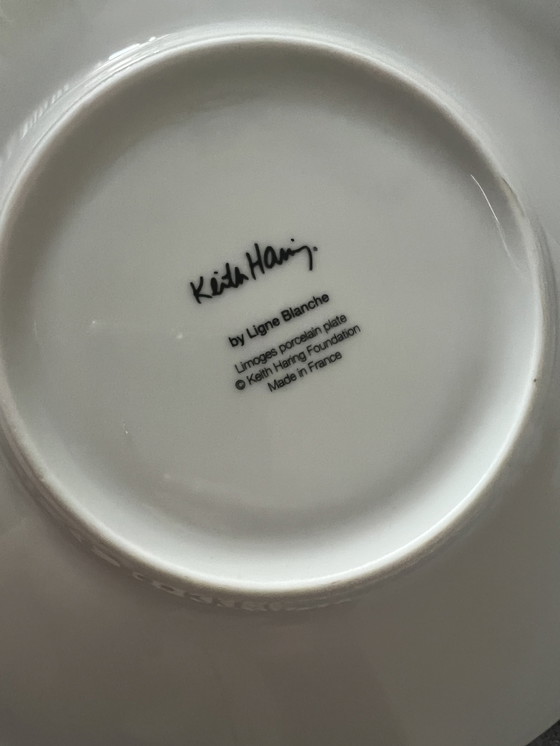 Keith Haring.
by Ligne Blanche
Limoges porcelain plate
© Keith Haring Foundation
Made in France